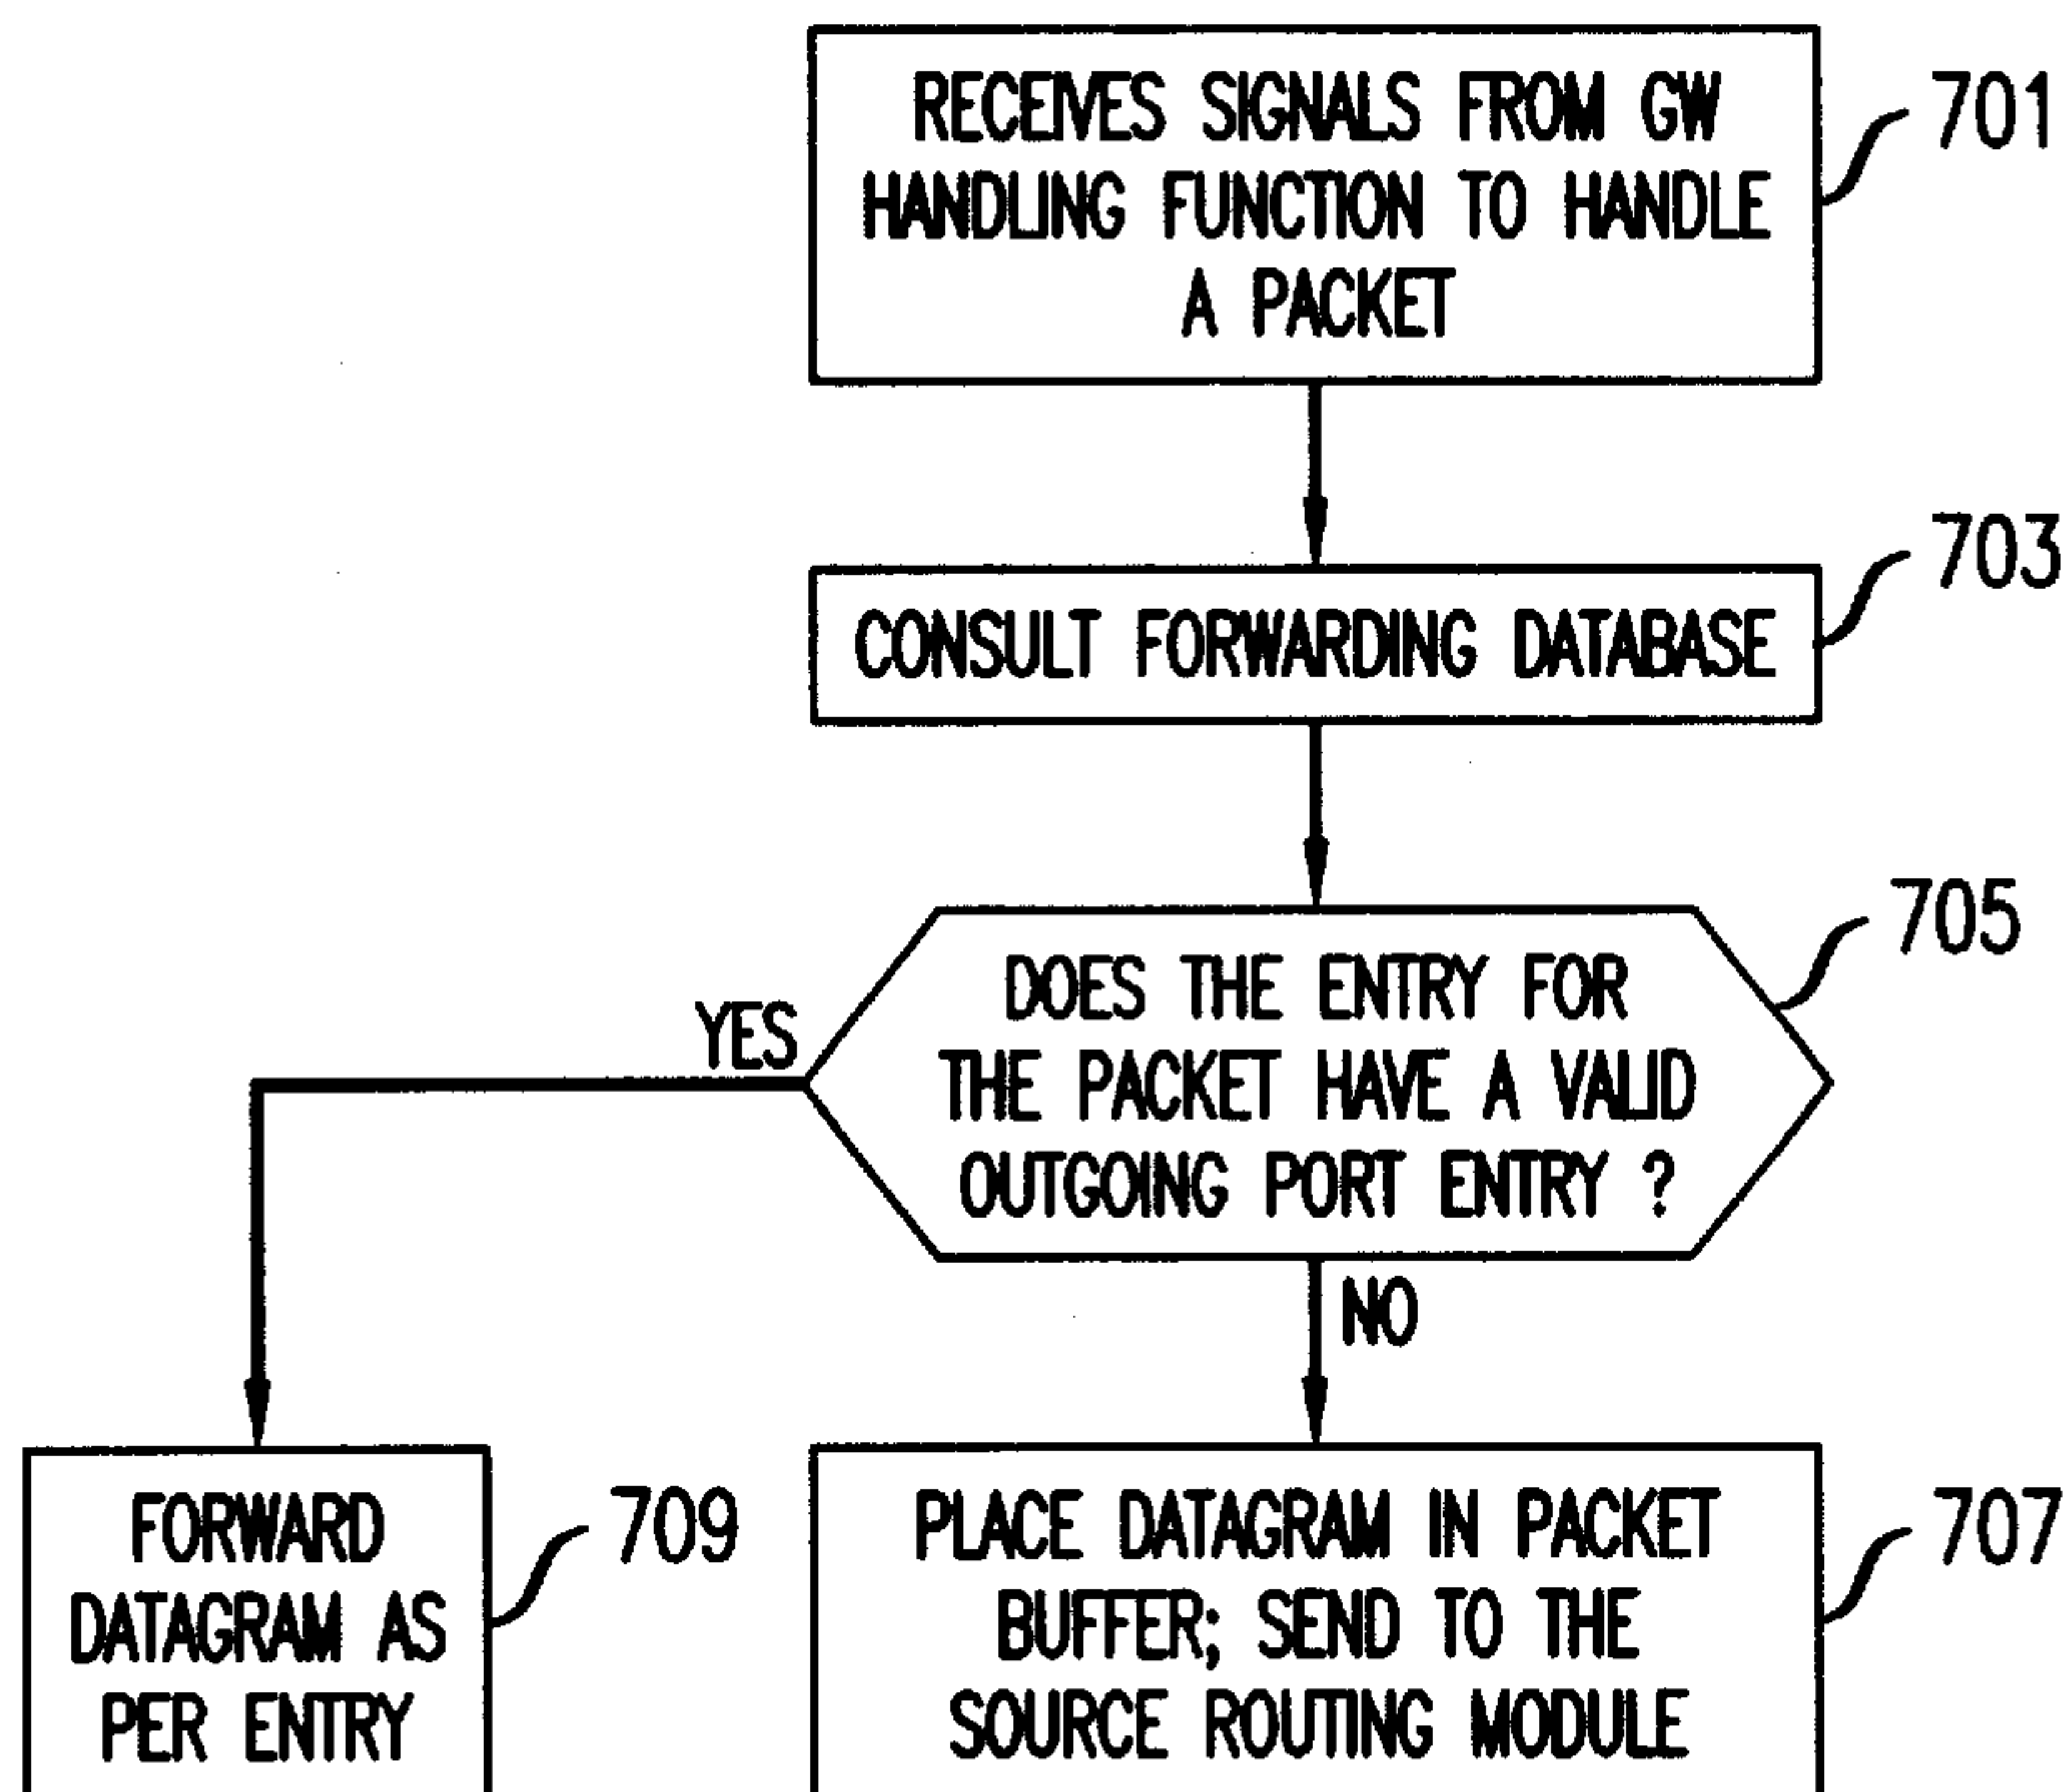 RECEIVES SIGNALS FROM GW
HANDLING FUNCTION TO HANDLE
A PACKET
701
CONSULT FORWARDING DATABASE
703
DOES THE ENTRY FOR
THE PACKET HAVE A VALID
OUTGOING PORT ENTRY ?
705
YES
NO
FORWARD
DATAGRAM AS
PER ENTRY
709
PLACE DATAGRAM IN PACKET
BUFFER; SEND TO THE
SOURCE ROUTING MODULE
707